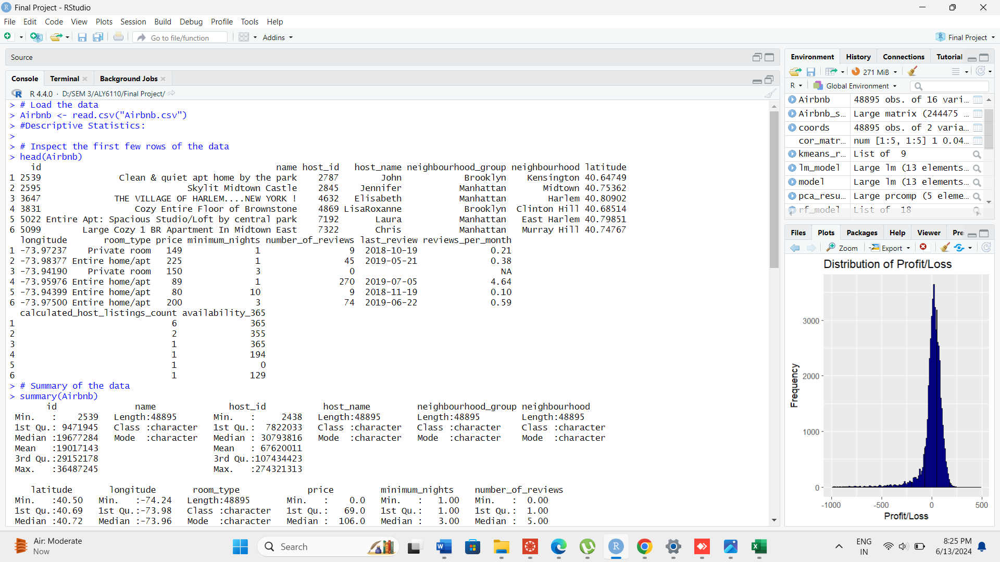 Final Project - RStudio
File Edit Code View Plots Session Build Debug Profile Tools Help
Go to file/function Addins Final Project
Source
Console Terminal Background Jobs
R 4.4.0 · D:/SEM 3/ALY6110/Final Project/
> # Load the data
> Airbnb <- read.csv("Airbnb.csv")
> #Descriptive Statistics:
>
> # Inspect the first few rows of the data
> head(Airbnb)
id name host_id host_name neighbourhood_group neighbourhood latitude
1 2539 Clean & quiet apt home by the park 2787 John Brooklyn Kensington 40.64749
2 2595 Skylit Midtown Castle 2845 Jennifer Manhattan Midtown 40.75362
3 3647 THE VILLAGE OF HARLEM....NEW YORK ! 4632 Elisabeth Manhattan Harlem 40.80902
4 3831 Cozy Entire Floor of Brownstone 4869 LisaRoxanne Brooklyn Clinton Hill 40.68514
5 5022 Entire Apt: Spacious Studio/Loft by central park 7192 Laura Manhattan East Harlem 40.79851
6 5099 Large Cozy 1 BR Apartment In Midtown East 7322 Chris Manhattan Murray Hill 40.74767
longitude room_type price minimum_nights number_of_reviews last_review reviews_per_month
1 -73.97237 Private room 149 1 9 2018-10-19 0.21
2 -73.98377 Entire home/apt 225 1 45 2019-05-21 0.38
3 -73.94190 Private room 150 3 0 NA
4 -73.95976 Entire home/apt 89 1 270 2019-07-05 4.64
5 -73.94399 Entire home/apt 80 10 9 2018-11-19 0.10
6 -73.97500 Entire home/apt 200 3 74 2019-06-22 0.59
calculated_host_listings_count availability_365
1 6 365
2 2 355
3 1 365
4 1 194
5 1 0
6 1 129
> # Summary of the data
> summary(Airbnb)
id name host_id host_name neighbourhood_group neighbourhood
Min. : 2539 Length:48895 Min. : 2438 Length:48895 Length:48895 Length:48895
1st Qu.: 9471945 Class :character 1st Qu.: 7822033 Class :character Class :character Class :character
Median :19677284 Mode :character Median : 30793816 Mode :character Mode :character Mode :character
Mean :19017143 Mean : 67620011
3rd Qu.:29152178 3rd Qu.:107434423
Max. :36487245 Max. :274321313
latitude longitude room_type price minimum_nights number_of_reviews
Min. :40.50 Min. :-74.24 Length:48895 Min. : 0.0 Min. : 1.00 Min. : 0.00
1st Qu.:40.69 1st Qu.:-73.98 Class :character 1st Qu.: 69.0 1st Qu.: 1.00 1st Qu.: 1.00
Median :40.72 Median :-73.96 Mode :character Median : 106.0 Median : 3.00 Median : 5.00
Environment History Connections Tutorial
271 MiB
R Global Environment
Airbnb 48895 obs. of 16 vari...
Airbnb_s... Large matrix (244475 ...
coords 48895 obs. of 2 varia...
cor_matr... num [1:5, 1:5] 1 0.04...
kmeans_r... List of 9
lm_model Large lm (13 elements...
model Large lm (13 elements...
pca_resu... Large prcomp (5 eleme...
rf_model List of 18
Files Plots Packages Help Viewer Pre
Zoom Export
Distribution of Profit/Loss
Frequency
3000
2000
1000
0
-1000 -500 0 500
Profit/Loss
Air: Moderate
Now
Search
ENG
IN
8:25 PM
6/13/2024